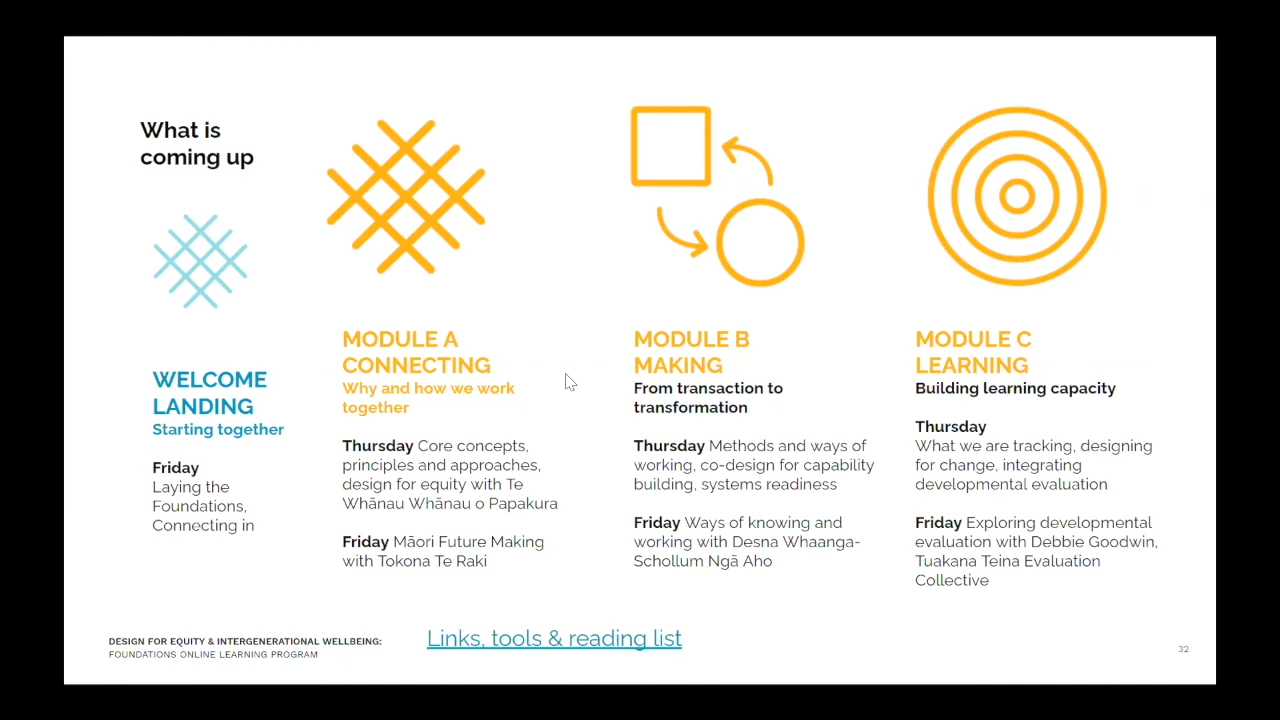 What is
coming up
WELCOME
LANDING
Starting together
Friday
Laying the
Foundations,
Connecting in
MODULE A
CONNECTING
Why and how we work
together
Thursday Core concepts,
principles and approaches,
design for equity with Te
Whānau Whānau o Papakura
Friday Māori Future Making
with Tokona Te Raki
MODULE B
MAKING
From transaction to
transformation
Thursday Methods and ways of
working, co-design for capability
building, systems readiness
Friday Ways of knowing and
working with Desna Whaanga-
Schollum Ngā Aho
MODULE C
LEARNING
Building learning capacity
Thursday
What we are tracking, designing
for change, integrating
developmental evaluation
Friday Exploring developmental
evaluation with Debbie Goodwin,
Tuakana Teina Evaluation
Collective
DESIGN FOR EQUITY & INTERGENERATIONAL WELLBEING:
FOUNDATIONS ONLINE LEARNING PROGRAM
Links, tools & reading list
32